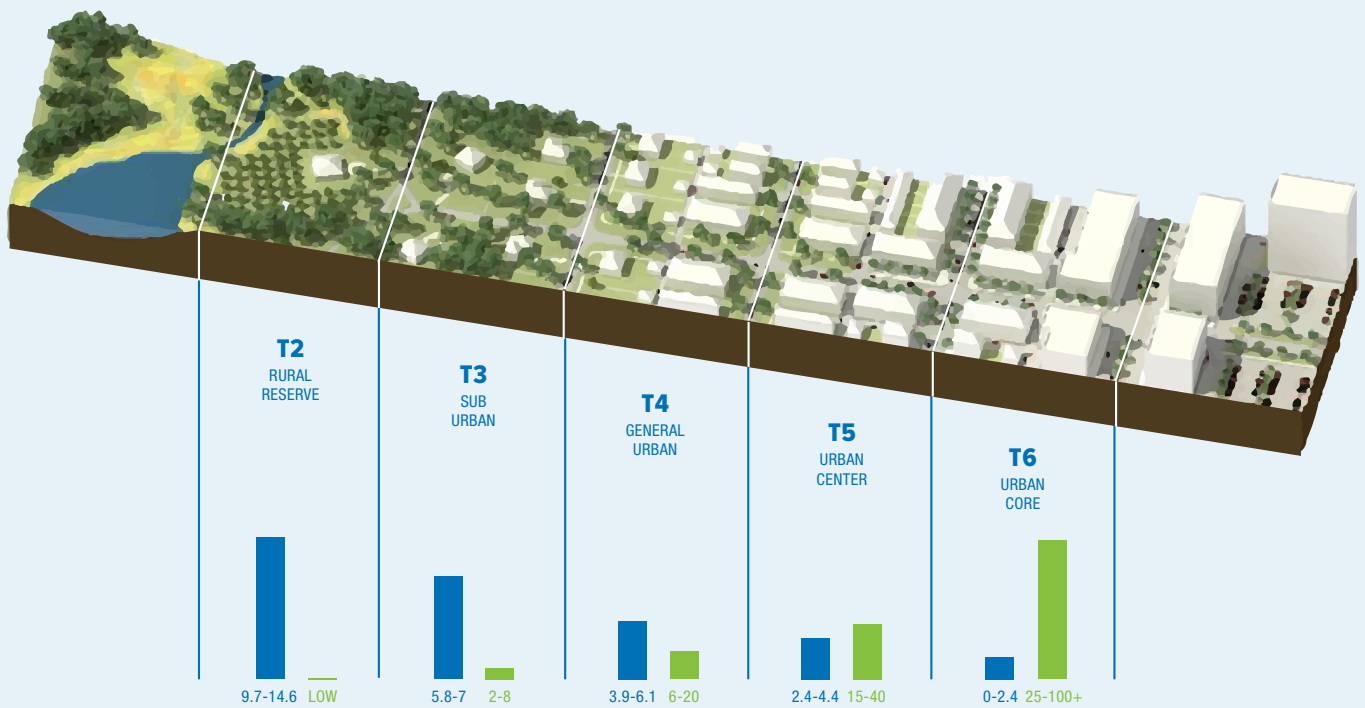 T2
RURAL
RESERVE
T3
SUB
URBAN
T4
GENERAL
URBAN
T5
URBAN
CENTER
T6
URBAN
CORE
9.7-14.6 LOW
5.8-7 2-8
3.9-6.1 6-20
2.4-4.4 15-40
0-2.4 25-100+